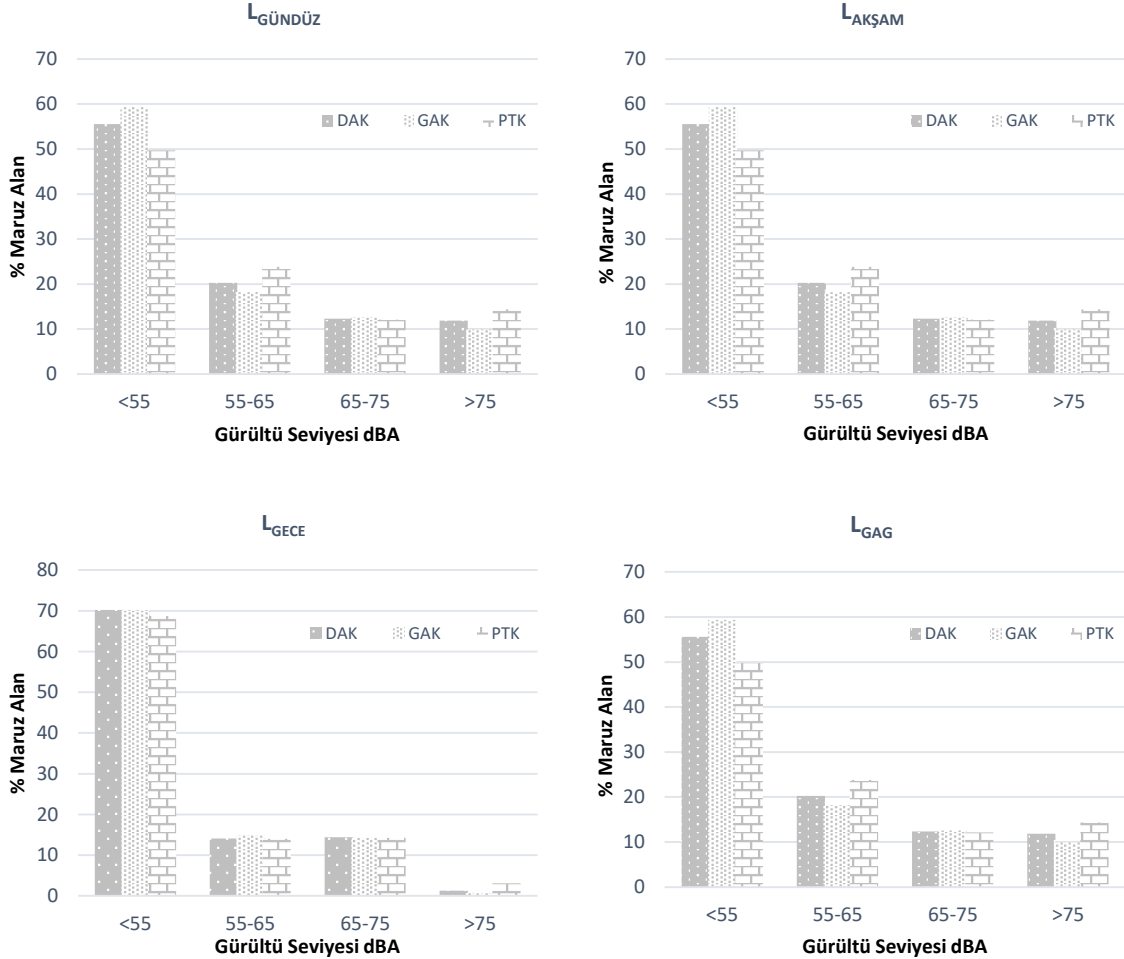 LGÜNDÜZ
70
60
50
40
30
20
10
0
% Maruz Alan
DAK GAK PTK
<55 55-65 65-75 >75
Gürültü Seviyesi dBA
LAKŞAM
70
60
50
40
30
20
10
0
% Maruz Alan
DAK GAK PTK
<55 55-65 65-75 >75
Gürültü Seviyesi dBA
LGECE
80
70
60
50
40
30
20
10
0
% Maruz Alan
DAK GAK PTK
<55 55-65 65-75 >75
Gürültü Seviyesi dBA
LGAG
70
60
50
40
30
20
10
0
% Maruz Alan
DAK GAK PTK
<55 55-65 65-75 >75
Gürültü Seviyesi dBA